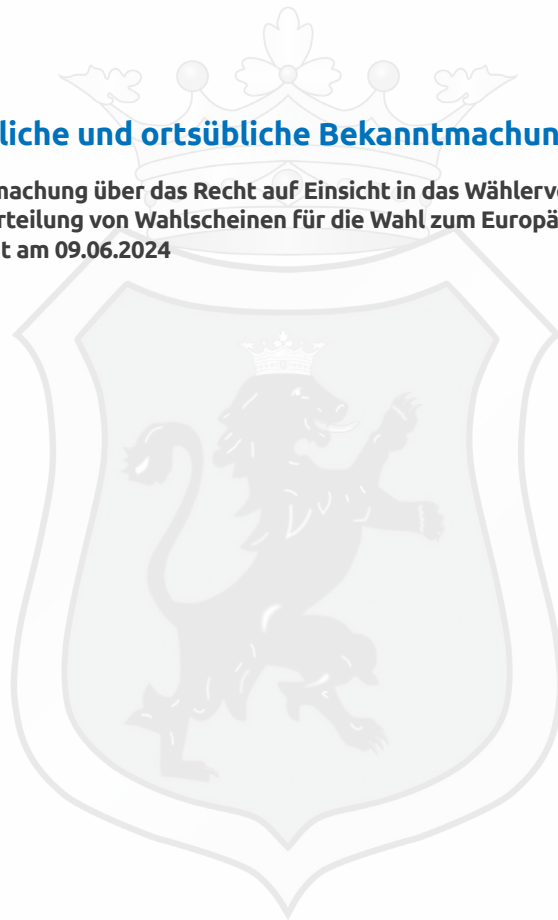 liche und ortsübliche Bekanntmachun
machung über das Recht auf Einsicht in das Wählerv
rteilung von Wahlscheinen für die Wahl zum Europä
t am 09.06.2024